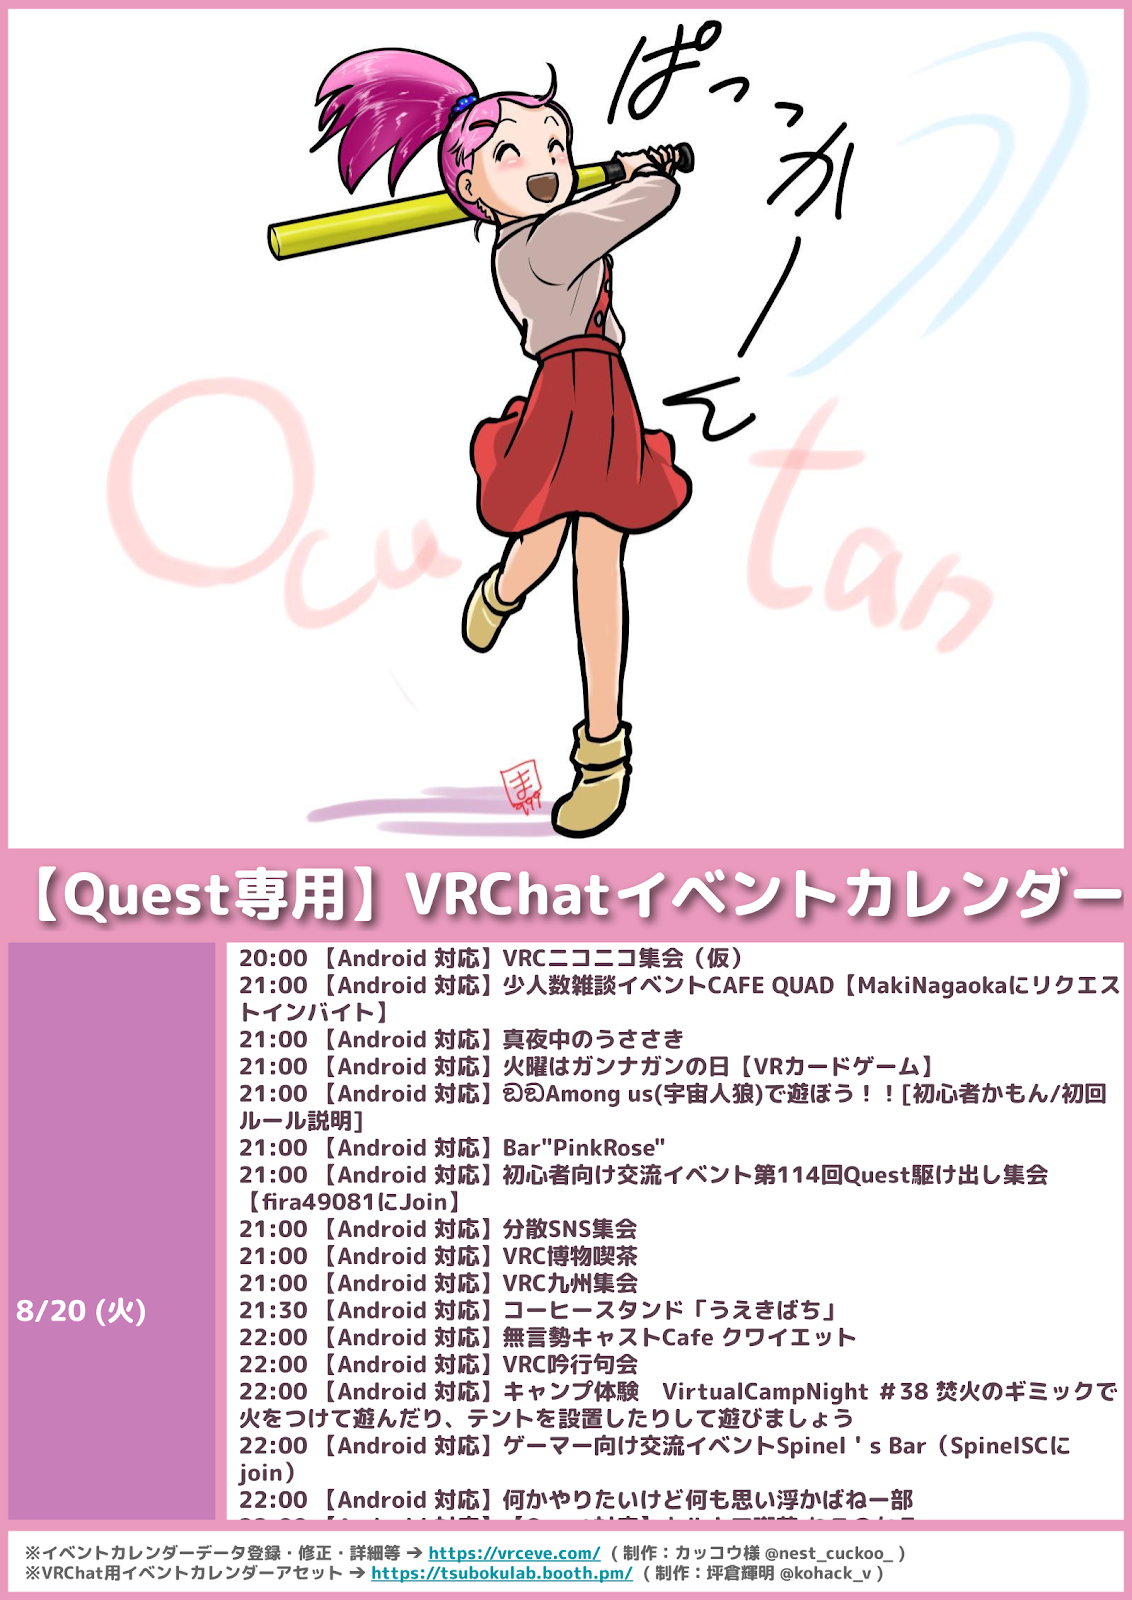 ぱっっかーん
Ocu tan
ま
999
【Quest専用】VRChatイベントカレンダー
8/20 (火)
20:00 【Android 対応】VRCニコニコ集会（仮）
21:00 【Android 対応】少人数雑談イベントCAFE QUAD【MakiNagaokaにリクエス
トインバイト】
21:00 【Android 対応】真夜中のうささき
21:00 【Android 対応】火曜はガンナガンの日【VRカードゲーム】
21:00 【Android 対応】ඞඞAmong us(宇宙人狼)で遊ぼう！！[初心者かもん/初回
ルール説明]
21:00 【Android 対応】Bar"PinkRose"
21:00 【Android 対応】初心者向け交流イベント第114回Quest駆け出し集会
【fira49081にJoin】
21:00 【Android 対応】分散SNS集会
21:00 【Android 対応】VRC博物喫茶
21:00 【Android 対応】VRC九州集会
21:30 【Android 対応】コーヒースタンド「うえきばち」
22:00 【Android 対応】無言勢キャストCafe クワイエット
22:00 【Android 対応】VRC吟行句会
22:00 【Android 対応】キャンプ体験　VirtualCampNight ＃38 焚火のギミックで
火をつけて遊んだり、テントを設置したりして遊びましょう
22:00 【Android 対応】ゲーマー向け交流イベントSpinel＇s Bar（SpinelSCに
join）
22:00 【Android 対応】何かやりたいけど何も思い浮かばねー部
※イベントカレンダーデータ登録・修正・詳細等 → https://vrceve.com/ ( 制作：カッコウ様 @nest_cuckoo_ )
※VRChat用イベントカレンダーアセット → https://tsubokulab.booth.pm/ ( 制作：坪倉輝明 @kohack_v )